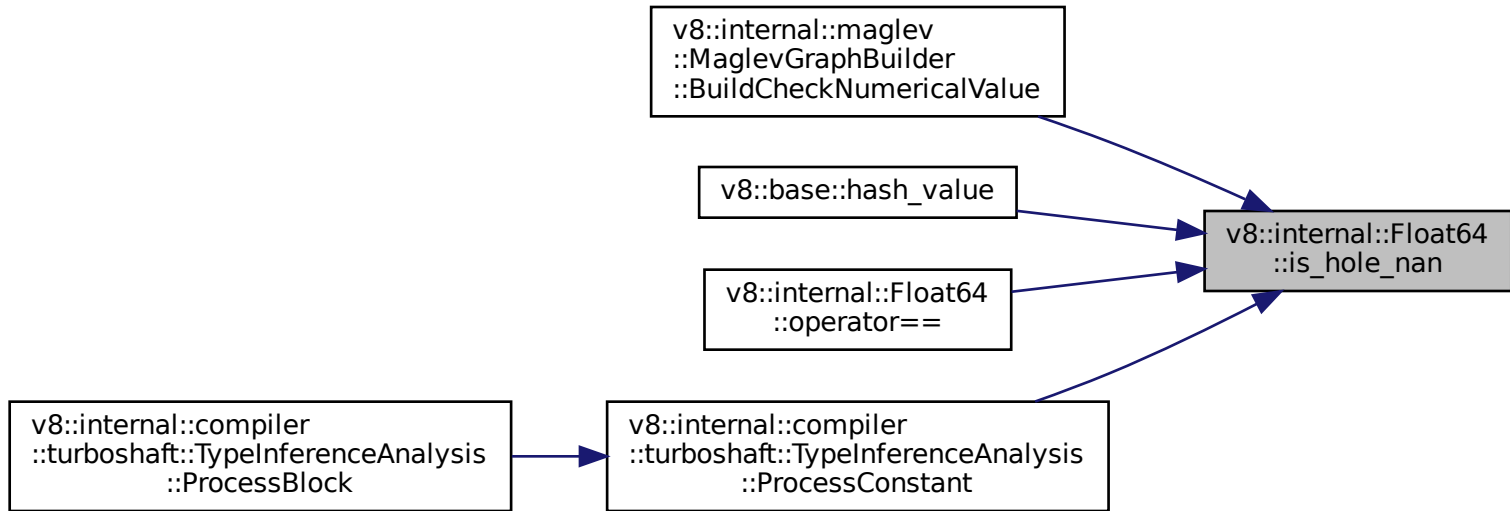 v8::internal::maglev
::MaglevGraphBuilder
::BuildCheckNumericalValue
v8::base::hash_value
v8::internal::Float64
::is_hole_nan
v8::internal::Float64
::operator==
v8::internal::compiler
::turboshaft::TypeInferenceAnalysis
::ProcessBlock
v8::internal::compiler
::turboshaft::TypeInferenceAnalysis
::ProcessConstant